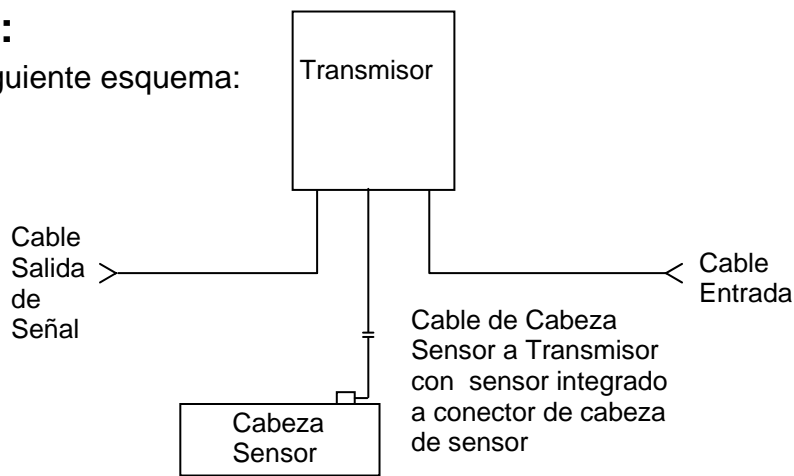 :
guiente esquema:
Transmisor
Cable
Salida
de
Señal
Cable
Entrada
Cable de Cabeza
Sensor a Transmisor
con sensor integrado
a conector de cabeza
de sensor
Cabeza
Sensor